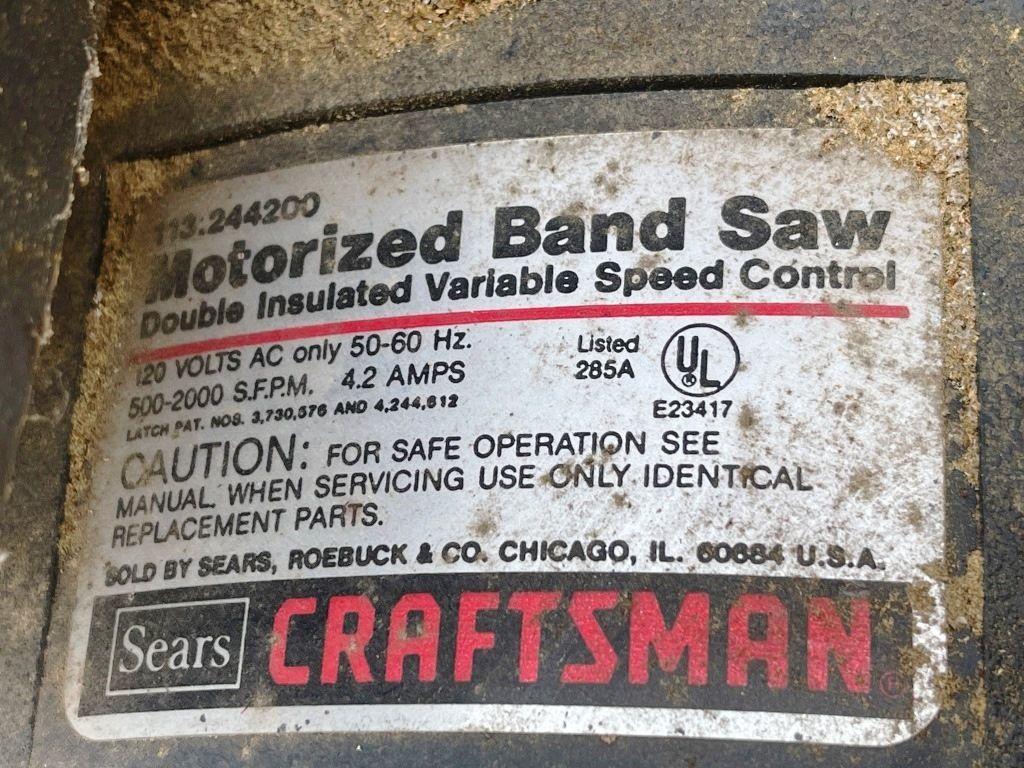 113.244200
Motorized Band Saw
Double Insulated Variable Speed Control
120 VOLTS AC only 50-60 Hz.
500-2000 S.F.P.M. 4.2 AMPS
LATCH PAT. NOS. 3,730,576 AND 4,244,612
Listed
285A
UL
®
E23417
CAUTION: FOR SAFE OPERATION SEE
MANUAL. WHEN SERVICING USE ONLY IDENTICAL
REPLACEMENT PARTS.
SOLD BY SEARS, ROEBUCK & CO. CHICAGO, IL. 60684 U.S.A.
Sears CRAFTSMAN ©